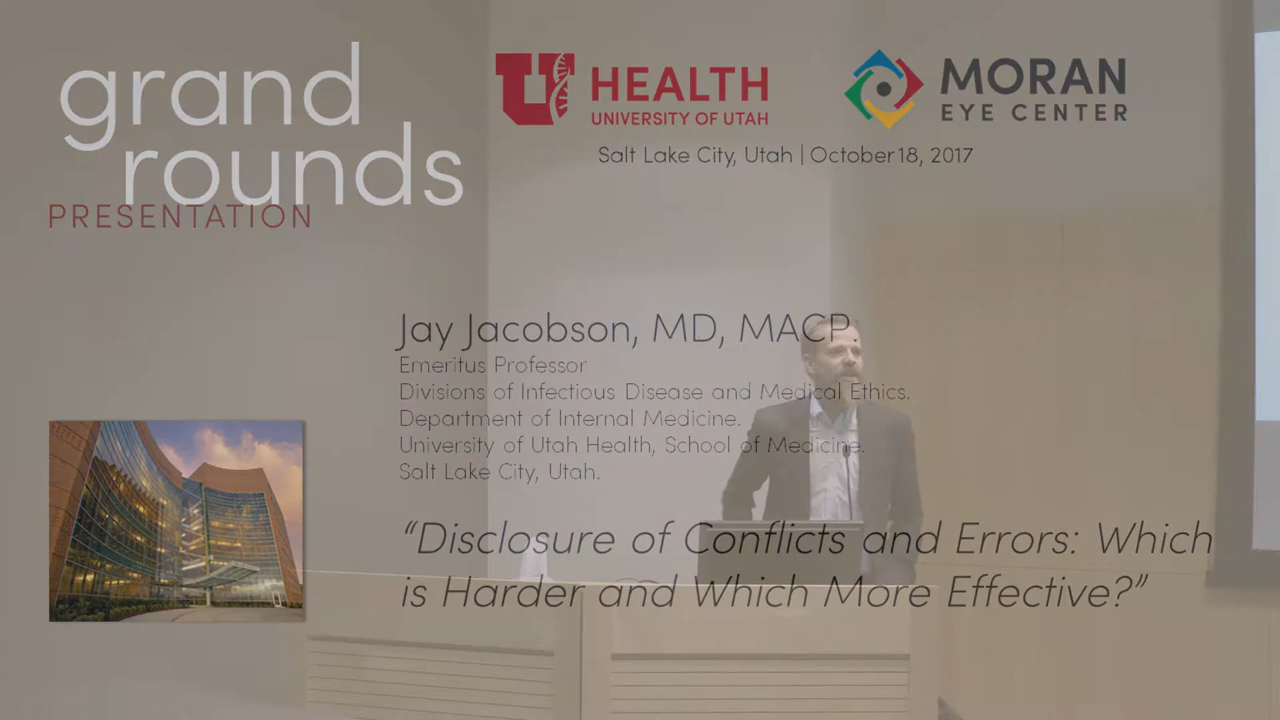 grand
rounds
PRESENTATION
HEALTH
UNIVERSITY OF UTAH
MORAN
EYE CENTER
Salt Lake City, Utah | October 18, 2017
Jay Jacobson, MD, MACP.
Emeritus Professor
Divisions of Infectious Disease and Medical Ethics.
Department of Internal Medicine.
University of Utah Health, School of Medicine.
Salt Lake City, Utah.
“Disclosure of Conflicts and Errors: Which
is Harder and Which More Effective?”